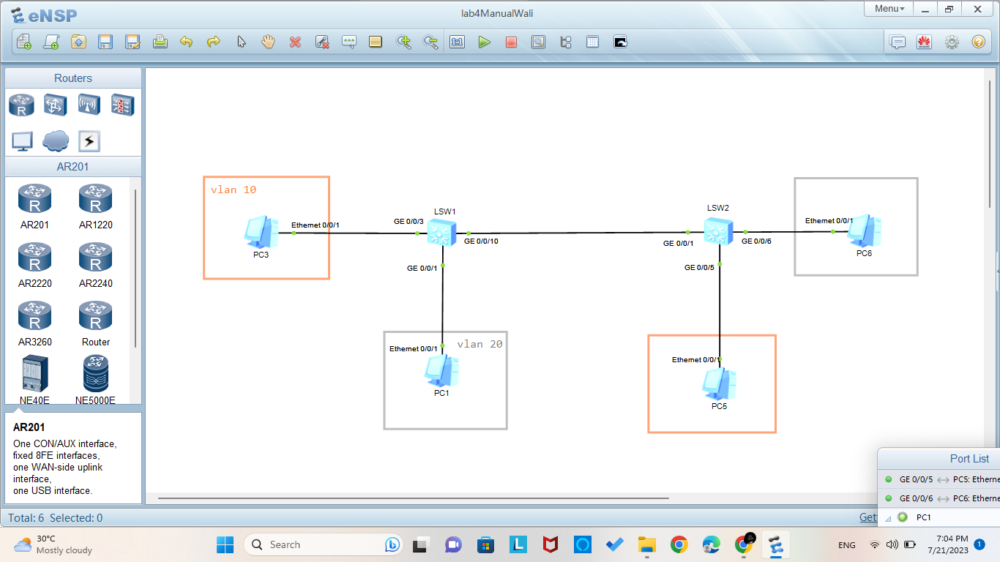 eNSP
lab4ManualWali
Menu
Routers
AR201
AR201
AR1220
AR2220
AR2240
AR3260
Router
NE40E
NE5000E
AR201
One CON/AUX interface,
fixed 8FE interfaces,
one WAN-side uplink
interface,
one USB interface.
vlan 10
Ethernet 0/0/1
PC3
GE 0/0/3
LSW1
GE 0/0/10
GE 0/0/1
Ethernet 0/0/1
vlan 20
PC1
LSW2
GE 0/0/1
GE 0/0/6
GE 0/0/5
Ethernet 0/0/1
PC6
Ethernet 0/0/1
PC5
Port List
GE 0/0/5 PC5: Etherne
GE 0/0/6 PC6: Etherne
PC1
Total: 6 Selected: 0
Get
30°C
Mostly cloudy
Search
ENG
7:04 PM
7/21/2023
1